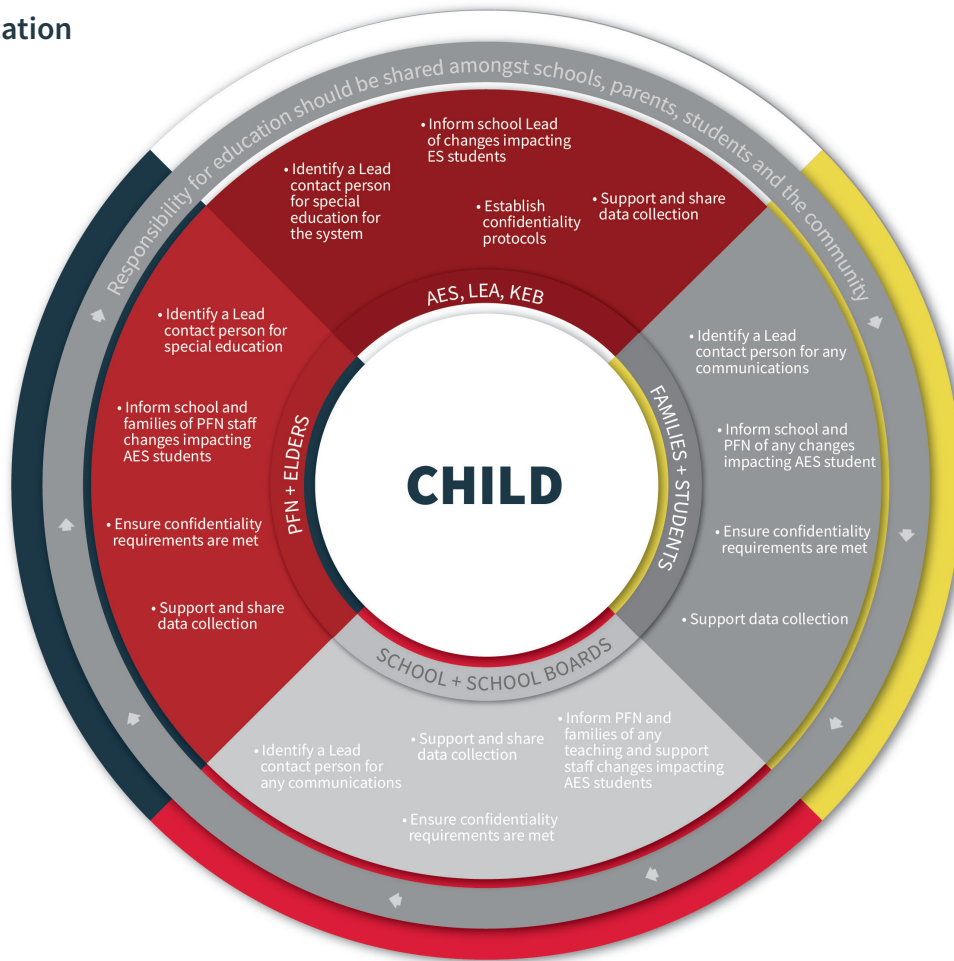 Responsibility for education should be shared amongst schools, parents, students and the community
• Inform school Lead
of changes impacting
ES students
• Identify a Lead
contact person
for special
education for
the system
• Establish
confidentiality
protocols
• Support and share
data collection
AES, LEA, KEB
• Identify a Lead
contact person for any
communications
• Inform school and
PFN of any changes
impacting AES student
• Ensure confidentiality
requirements are met
• Support data collection
FAMILIES + STUDENTS
• Identify a Lead
contact person for
special education
• Inform school and
families of PFN staff
changes impacting
AES students
• Ensure confidentiality
requirements are met
• Support and share
data collection
PFN + ELDERS
CHILD
SCHOOL + SCHOOL BOARDS
• Identify a Lead
contact person for
any communications
• Support and share
data collection
• Inform PFN and
families of any
teaching and support
staff changes impacting
AES students
• Ensure confidentiality
requirements are met